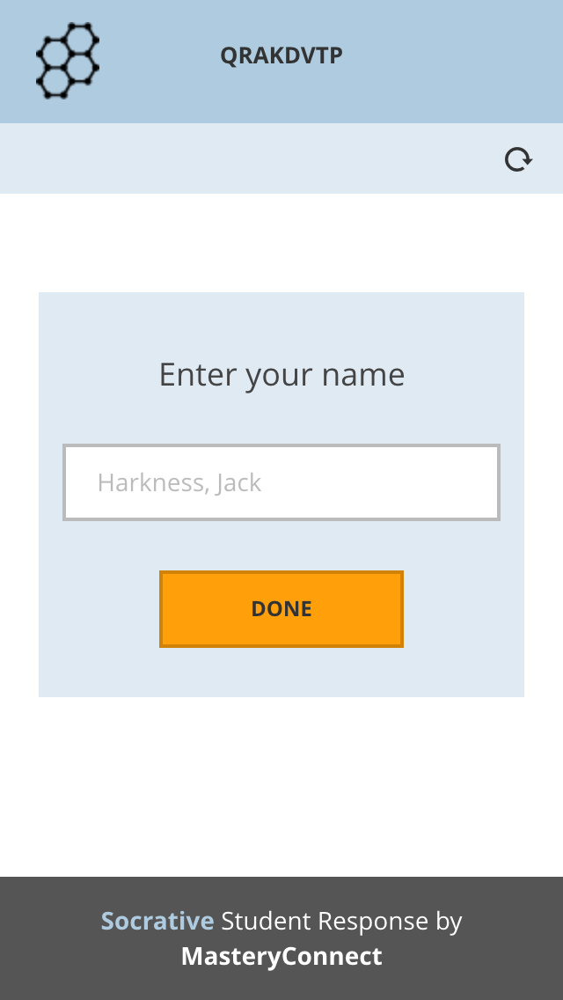 QRAKDVTP
Enter your name
Harkness, Jack
DONE
Socrative Student Response by
MasteryConnect